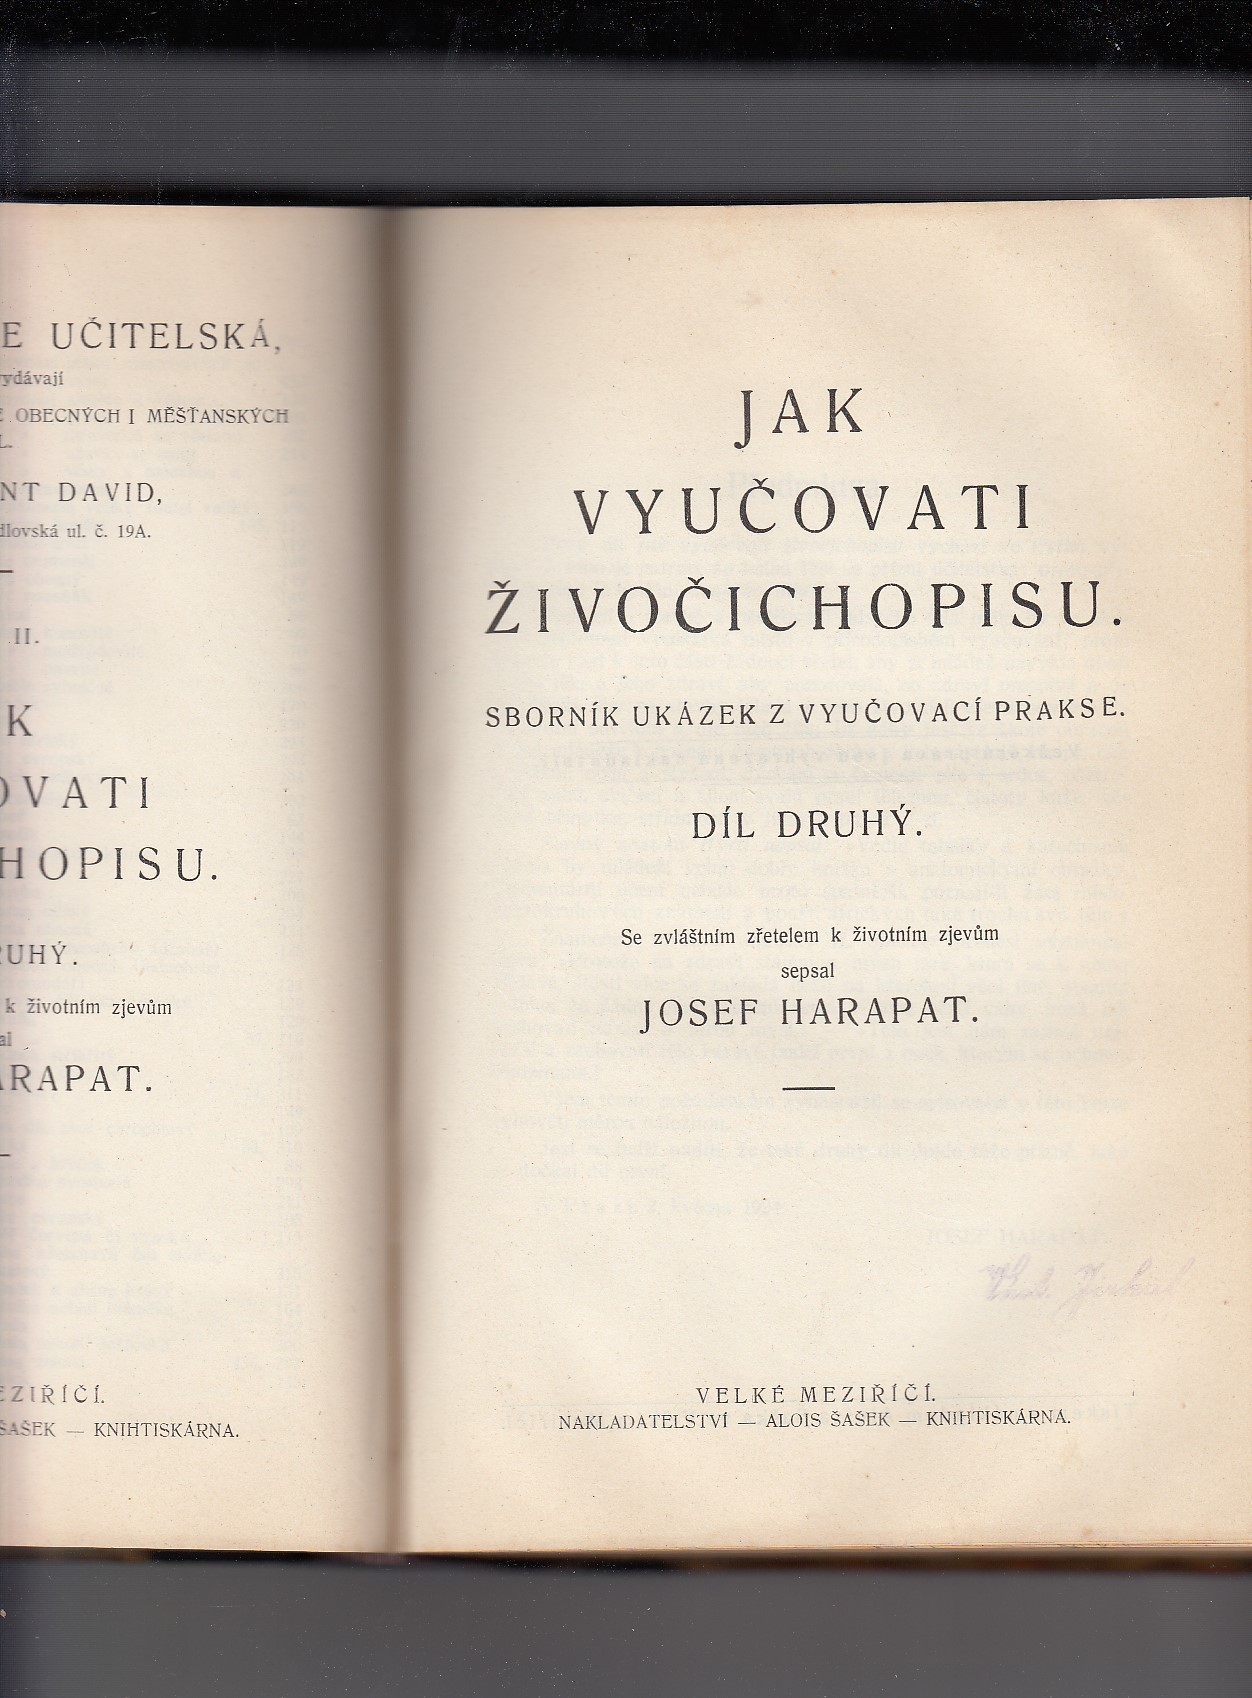 E UČITELSKÁ,
vydávají
OBECNÝCH I MĚŠŤANSKÝCH
L.
NT DAVID,
dlovská ul. č. 19A.
II.
K
OVATI
CHOPISU.
RUHÝ.
k životním zjevům
al
ARAPAT.
EZIŘÍČÍ.
ŠAŠEK — KNIHTISKÁRNA.
JAK
VYUČOVATI
ŽIVOČICHOPISU.
SBORNÍK UKÁZEK Z VYUČOVACÍ PRAKSE.
DÍL DRUHÝ.
Se zvláštním zřetelem k životním zjevům
sepsal
JOSEF HARAPAT.
VELKÉ MEZIŘÍČÍ.
NAKLADATELSTVÍ — ALOIS ŠAŠEK — KNIHTISKÁRNA.